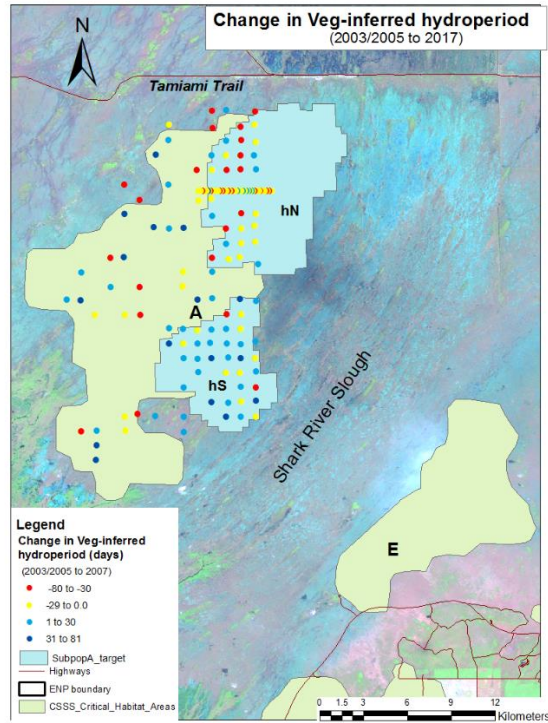 Change in Veg-inferred hydroperiod
(2003/2005 to 2017)
N
Tamiami Trail
hN
A
hS
Shark River Slough
E
Legend
Change in Veg-inferred
hydroperiod (days)
(2003/2005 to 2007)
-80 to -30
-29 to 0.0
1 to 30
31 to 81
SubpopA_target
Highways
ENP boundary
CSSS_Critical_Habitat_Areas
0 1.5 3 6 9 12
Kilometers